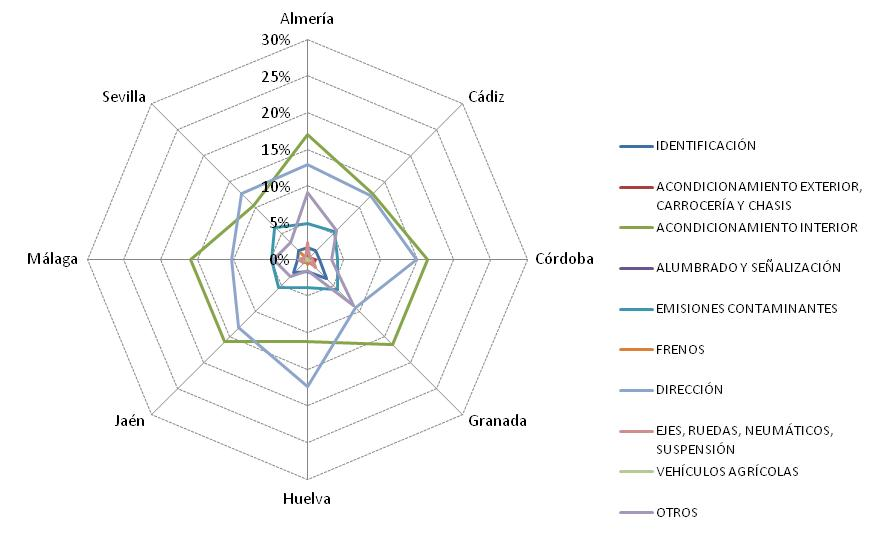 Almería
30%
25%
20%
15%
10%
5%
0%
Sevilla
Cádiz
Málaga
Córdoba
Jaén
Granada
Huelva
IDENTIFICACIÓN
ACONDICIONAMIENTO EXTERIOR,
CARROCERÍA Y CHASIS
ACONDICIONAMIENTO INTERIOR
ALUMBRADO Y SEÑALIZACIÓN
EMISIONES CONTAMINANTES
FRENOS
DIRECCIÓN
EJES, RUEDAS, NEUMÁTICOS,
SUSPENSIÓN
VEHÍCULOS AGRÍCOLAS
OTROS